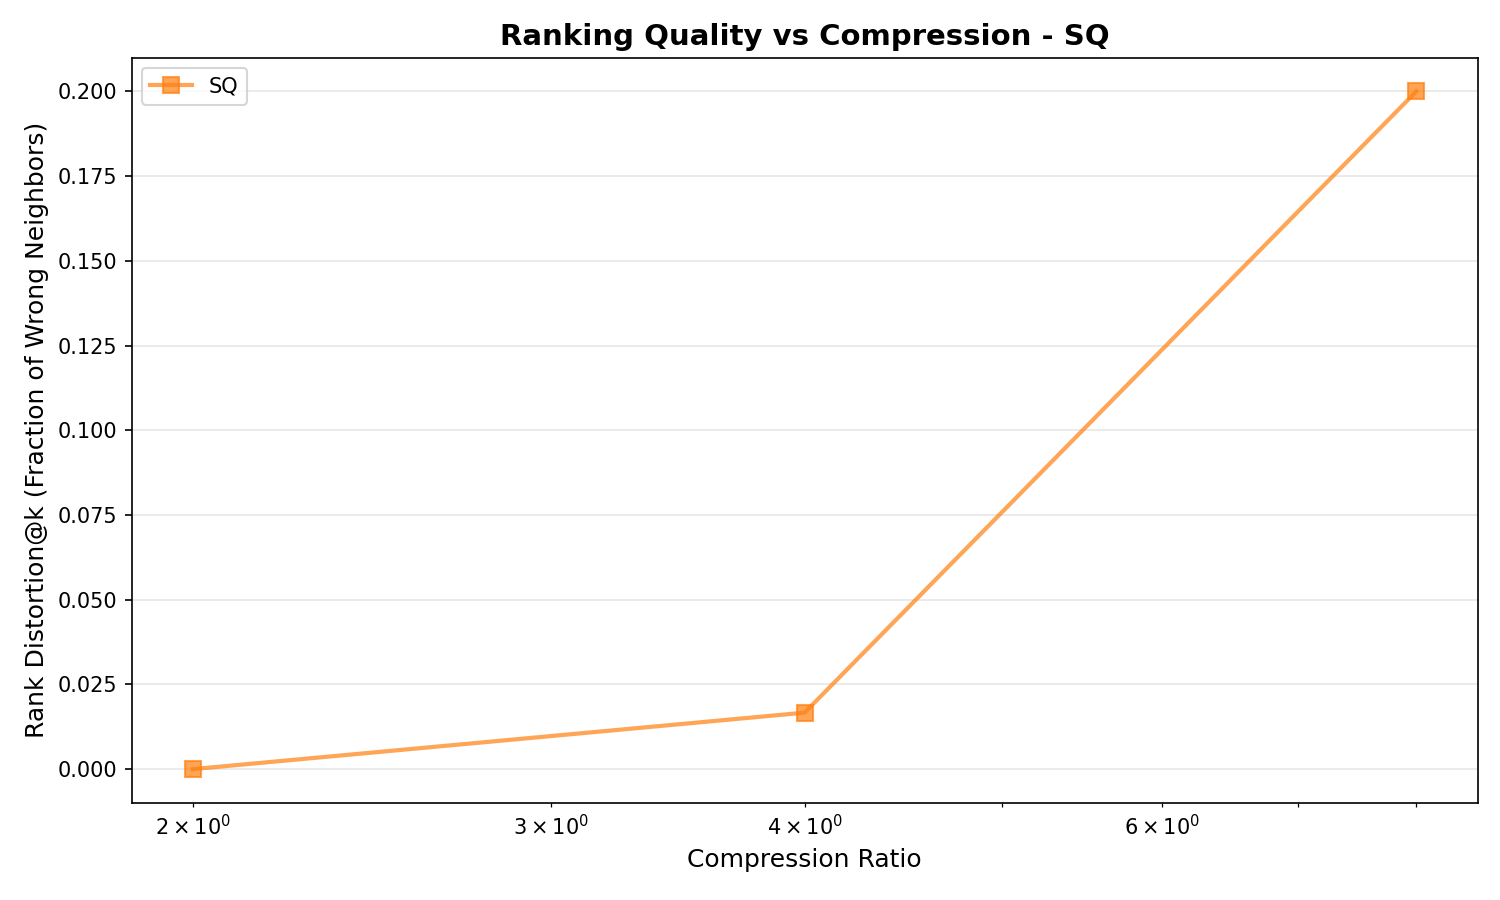 Ranking Quality vs Compression - SQ
SQ
Rank Distortion@k (Fraction of Wrong Neighbors)
0.200
0.175
0.150
0.125
0.100
0.075
0.050
0.025
0.000
2 × 10⁰ 3 × 10⁰ 4 × 10⁰ 6 × 10⁰
Compression Ratio